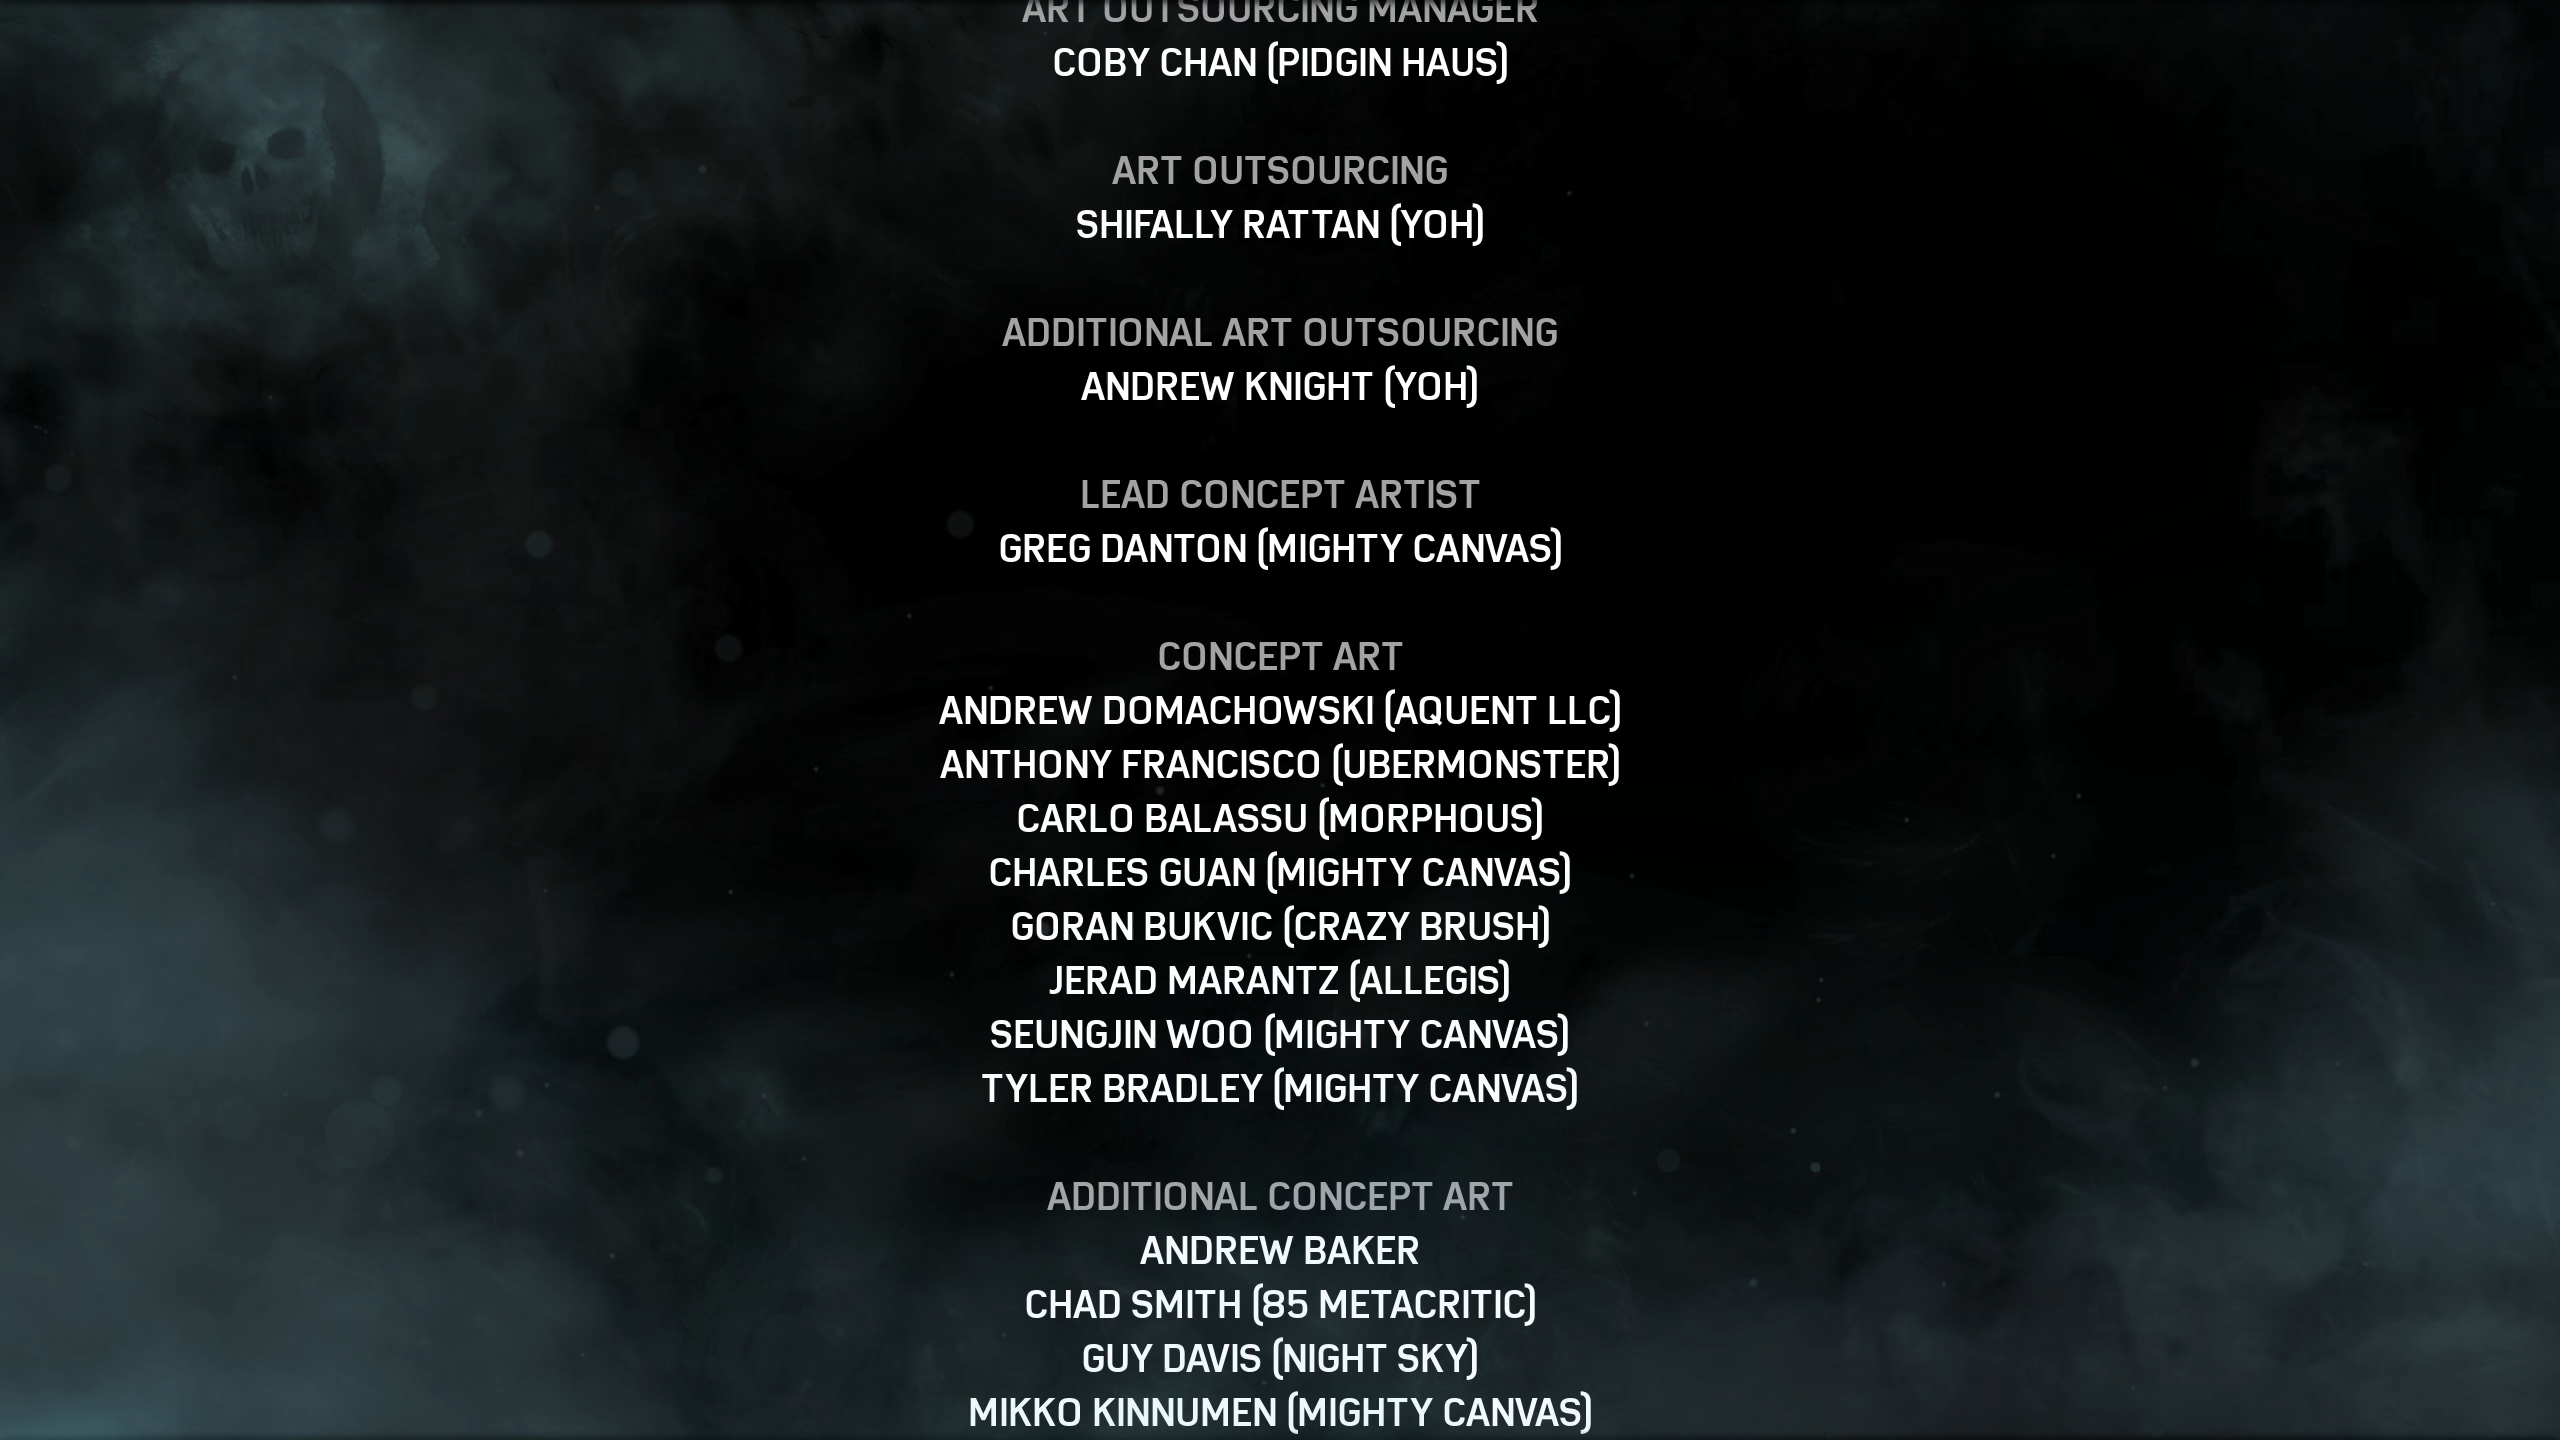 ART OUTSOURCING MANAGER
COBY CHAN (PIDGIN HAUS)
ART OUTSOURCING
SHIFALLY RATTAN (YOH)
ADDITIONAL ART OUTSOURCING
ANDREW KNIGHT (YOH)
LEAD CONCEPT ARTIST
GREG DANTON (MIGHTY CANVAS)
CONCEPT ART
ANDREW DOMACHOWSKI (AQUENT LLC)
ANTHONY FRANCISCO (UBERMONSTER)
CARLO BALASSU (MORPHOUS)
CHARLES GUAN (MIGHTY CANVAS)
GORAN BUKVIC (CRAZY BRUSH)
JERAD MARANTZ (ALLEGIS)
SEUNGJIN WOO (MIGHTY CANVAS)
TYLER BRADLEY (MIGHTY CANVAS)
ADDITIONAL CONCEPT ART
ANDREW BAKER
CHAD SMITH (85 METACRITIC)
GUY DAVIS (NIGHT SKY)
MIKKO KINNUMEN (MIGHTY CANVAS)